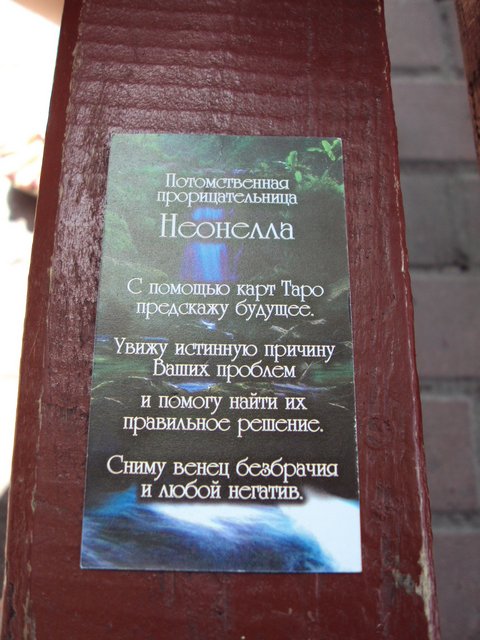 Потомственная
прорицательница
Неонелла
С помощью карт Таро
предскажу будущее.
Увижу истинную причину
Ваших проблем
и помогу найти их
правильное решение.
Сниму венец безбрачия
и любой негатив.